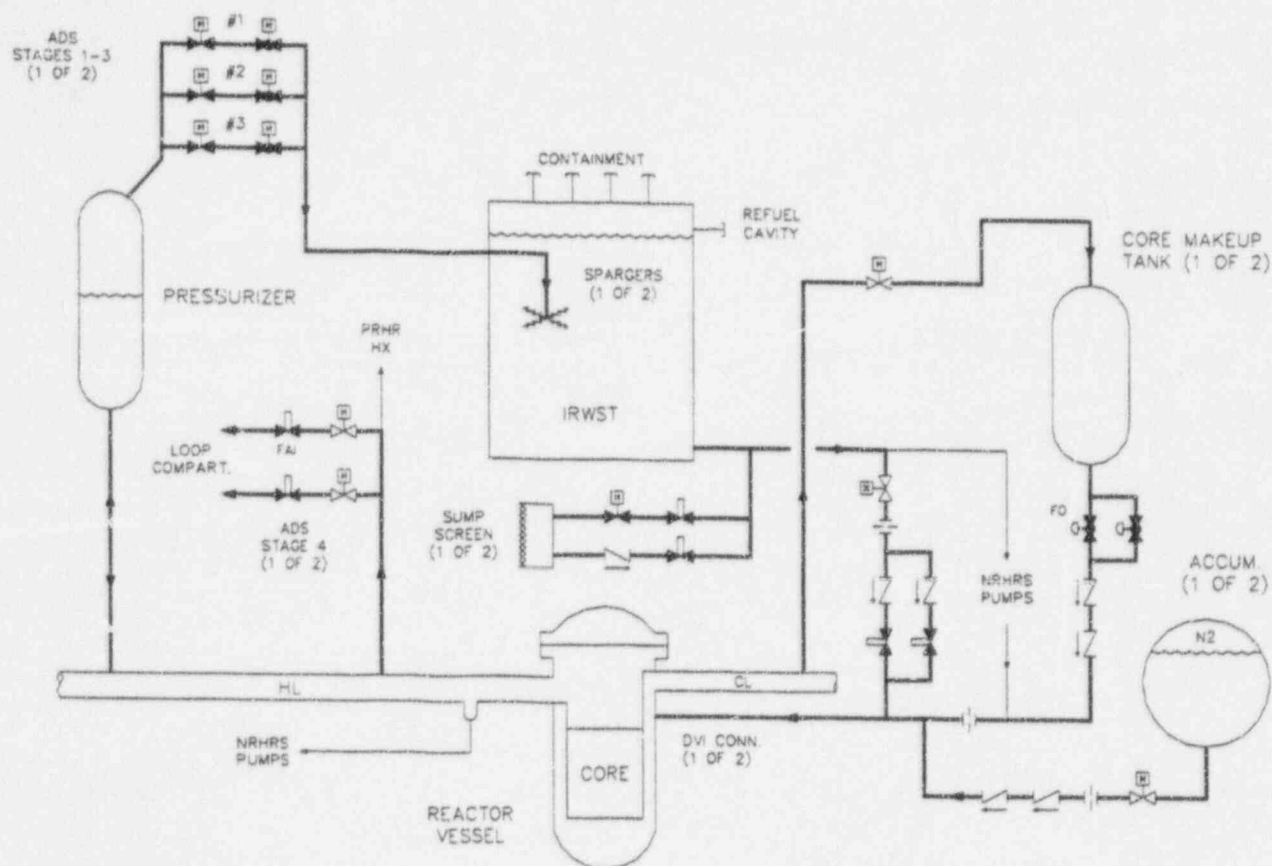 ADS
STAGES 1-3
(1 OF 2)
M
#1
M
M
#2
M
M
#3
M
CONTAINMENT
REFUEL
CAVITY
SPARGERS
(1 OF 2)
IRWST
PRESSURIZER
PRHR
HX
M
CORE MAKEUP
TANK (1 OF 2)
M
FAI
LOOP
COMPART.
M
ADS
STAGE 4
(1 OF 2)
SUMP
SCREEN
(1 OF 2)
M
M
FO
NRHRS
PUMPS
ACCUM.
(1 OF 2)
N2
HL
CL
NRHRS
PUMPS
CORE
DVI CONN.
(1 OF 2)
M
REACTOR
VESSEL